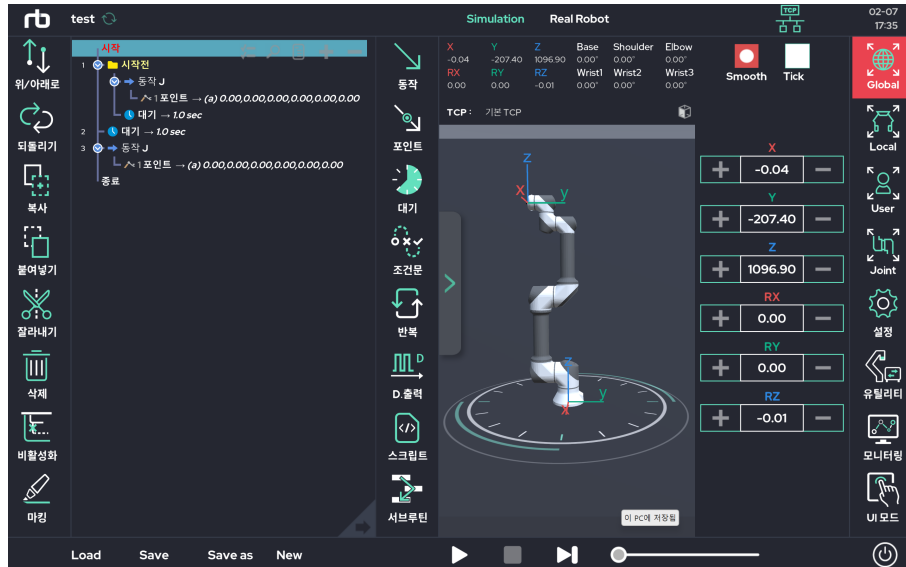 rb test Simulation Real Robot TCP 02-07
17:35
위/아래로
되돌리기
복사
붙여넣기
잘라내기
삭제
비활성화
마킹
시작
1 시작전
동작 J
1 포인트 → (a) 0.00,0.00,0.00,0.00,0.00,0.00
대기 → 1.0 sec
2 대기 → 1.0 sec
3 동작 J
1 포인트 → (a) 0.00,0.00,0.00,0.00,0.00,0.00
종료
동작
포인트
대기
조건문
반복
D
D.출력
스크립트
서브루틴
X Y Z Base Shoulder Elbow
-0.04 -207.40 1096.90 0.00° 0.00° 0.00°
RX RY RZ Wrist1 Wrist2 Wrist3
0.00 0.00 -0.01 0.00° 0.00° 0.00°
TCP : 기본 TCP
Z
X y
Z
y
X
이 PC에 저장됨
Smooth Tick
X
+ -0.04 -
Y
+ -207.40 -
Z
+ 1096.90 -
RX
+ 0.00 -
RY
+ 0.00 -
RZ
+ -0.01 -
Global
Local
User
Joint
설정
유틸리티
모니터링
UI 모드
Load Save Save as New